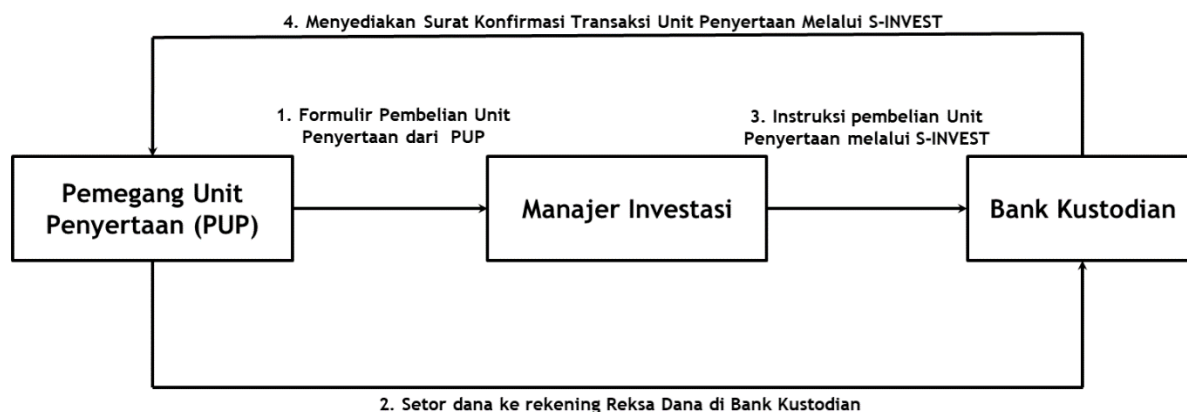 4. Menyediakan Surat Konfirmasi Transaksi Unit Penyertaan Melalui S-INVEST
1. Formulir Pembelian Unit
Penyertaan dari PUP
3. Instruksi pembelian Unit
Penyertaan melalui S-INVEST
Pemegang Unit
Penyertaan (PUP)
Manajer Investasi
Bank Kustodian
2. Setor dana ke rekening Reksa Dana di Bank Kustodian